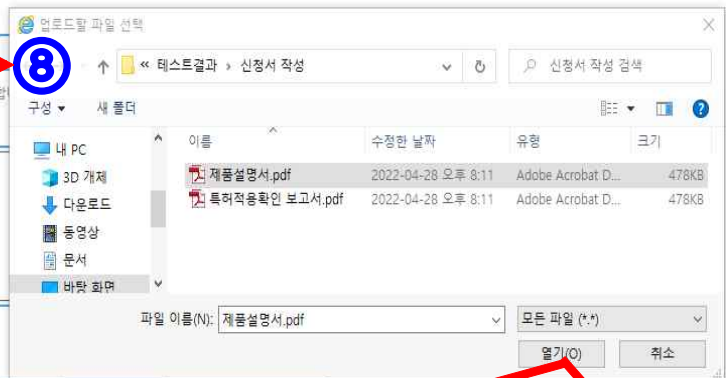 업로드할 파일 선택
⑧
« 테스트결과 › 신청서 작성
신청서 작성 검색
구성 새 폴더
이름 수정한 날짜 유형 크기
내 PC
3D 개체
다운로드
동영상
문서
바탕 화면
제품설명서.pdf 2022-04-28 오후 8:11 Adobe Acrobat D... 478KB
특허적용확인 보고서.pdf 2022-04-28 오후 8:11 Adobe Acrobat D... 478KB
파일 이름(N): 제품설명서.pdf 모든 파일 (*.*)
열기(O) 취소